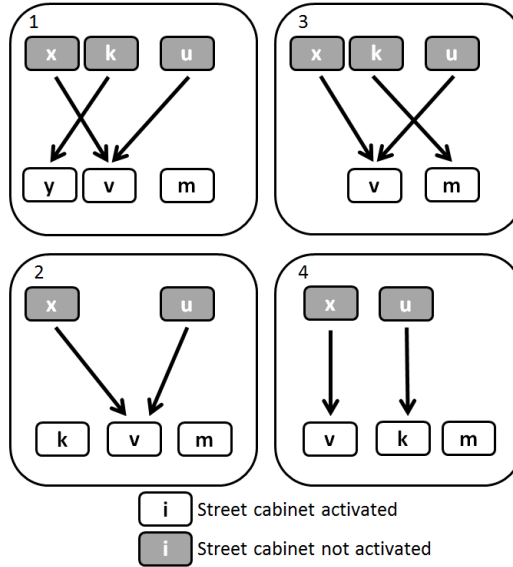 1
x k u
y v m
3
x k u
v m
2
x u
k v m
4
x u
v k m
i Street cabinet activated
i Street cabinet not activated